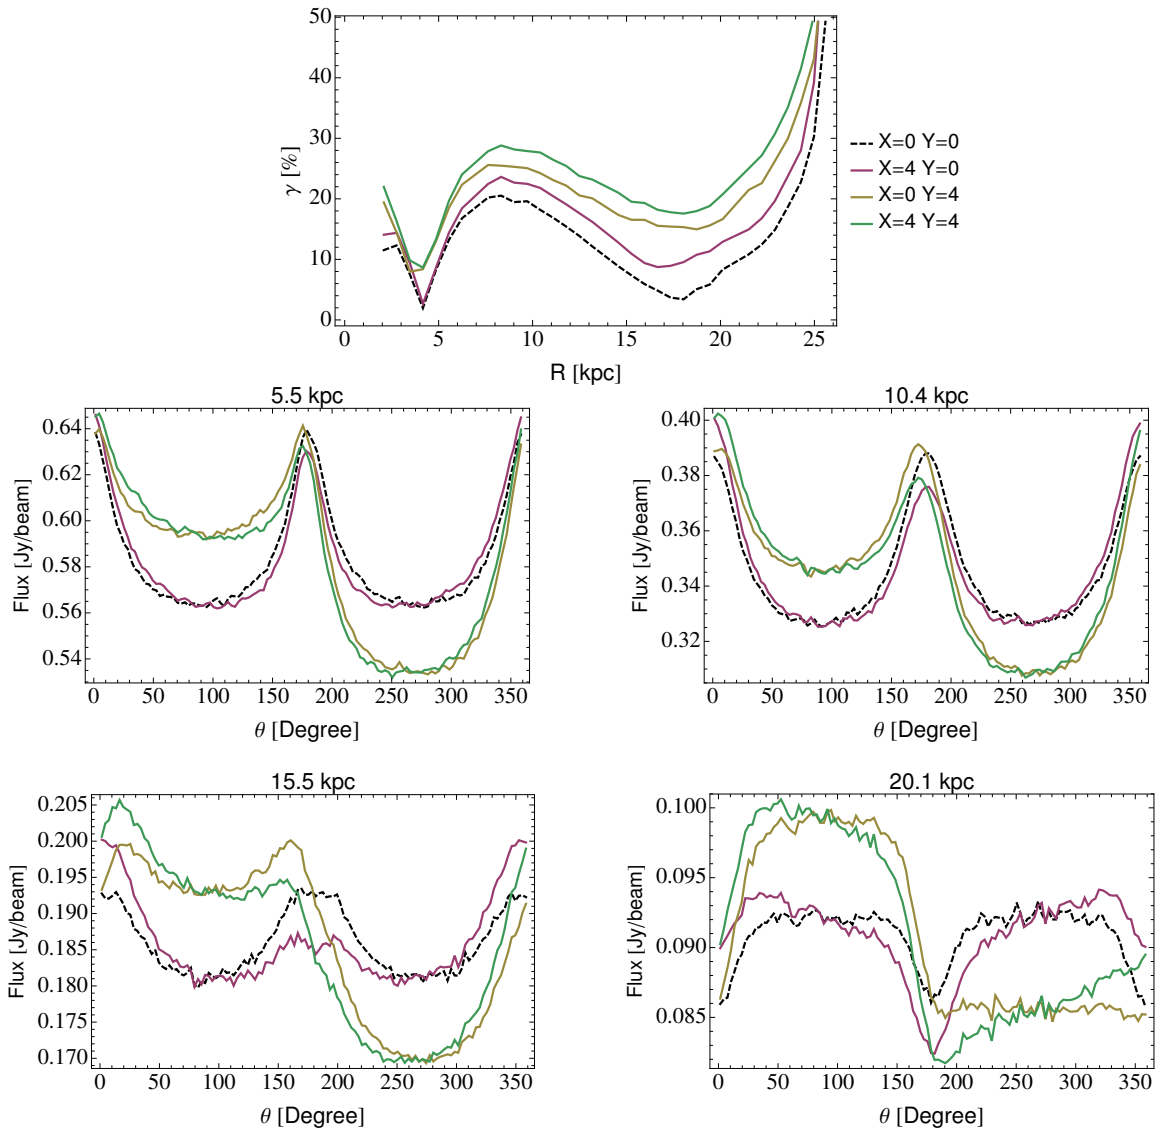 50
40
30
20
10
0
γ [%]
0 5 10 15 20 25
R [kpc]
X=0 Y=0
X=4 Y=0
X=0 Y=4
X=4 Y=4
5.5 kpc
0.64
0.62
0.60
0.58
0.56
0.54
Flux [Jy/beam]
0 50 100 150 200 250 300 350
θ [Degree]
10.4 kpc
0.40
0.38
0.36
0.34
0.32
Flux [Jy/beam]
0 50 100 150 200 250 300 350
θ [Degree]
15.5 kpc
0.205
0.200
0.195
0.190
0.185
0.180
0.175
0.170
Flux [Jy/beam]
0 50 100 150 200 250 300 350
θ [Degree]
20.1 kpc
0.100
0.095
0.090
0.085
Flux [Jy/beam]
0 50 100 150 200 250 300 350
θ [Degree]